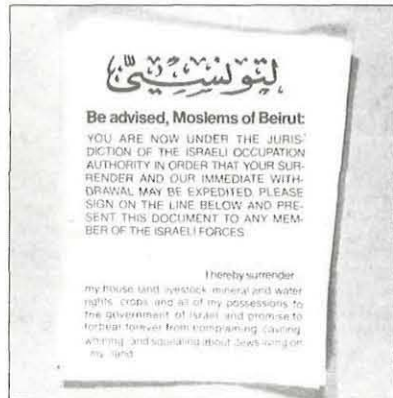 Be advised, Moslems of Beirut:
YOU ARE NOW UNDER THE JURIS-
DICTION OF THE ISRAELI OCCUPATION
AUTHORITY IN ORDER THAT YOUR SUR-
RENDER AND OUR IMMEDIATE WITH-
DRAWAL MAY BE EXPEDITED, PLEASE
SIGN ON THE LINE BELOW AND PRE-
SENT THIS DOCUMENT TO ANY MEM-
BER OF THE ISRAELI FORCES
I hereby surrender
my house land livestock mineral and water
rights, crops and all of my possessions to
the government of Israel and promise to
forbear forever from complaining,
whining, and squealing about Jews living on
my land